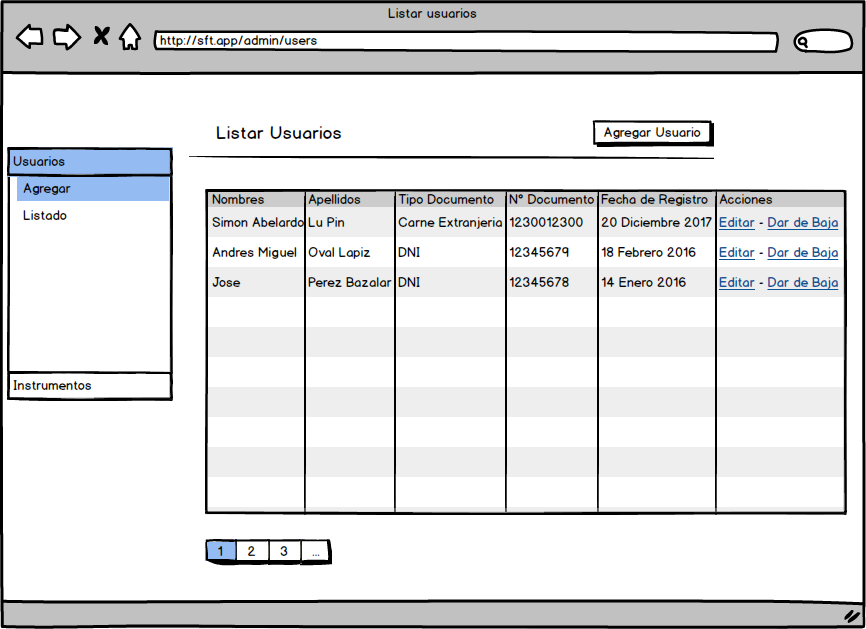 Listar usuarios
http://sft.app/admin/users
Listar Usuarios
Agregar Usuario
Usuarios
Agregar
Listado
Instrumentos
Nombres Apellidos Tipo Documento N° Documento Fecha de Registro Acciones
Simon Abelardo Lu Pin Carne Extranjeria 1230012300 20 Diciembre 2017 Editar - Dar de Baja
Andres Miguel Oval Lapiz DNI 12345679 18 Febrero 2016 Editar - Dar de Baja
Jose Perez Bazalar DNI 12345678 14 Enero 2016 Editar - Dar de Baja
1 2 3 ...